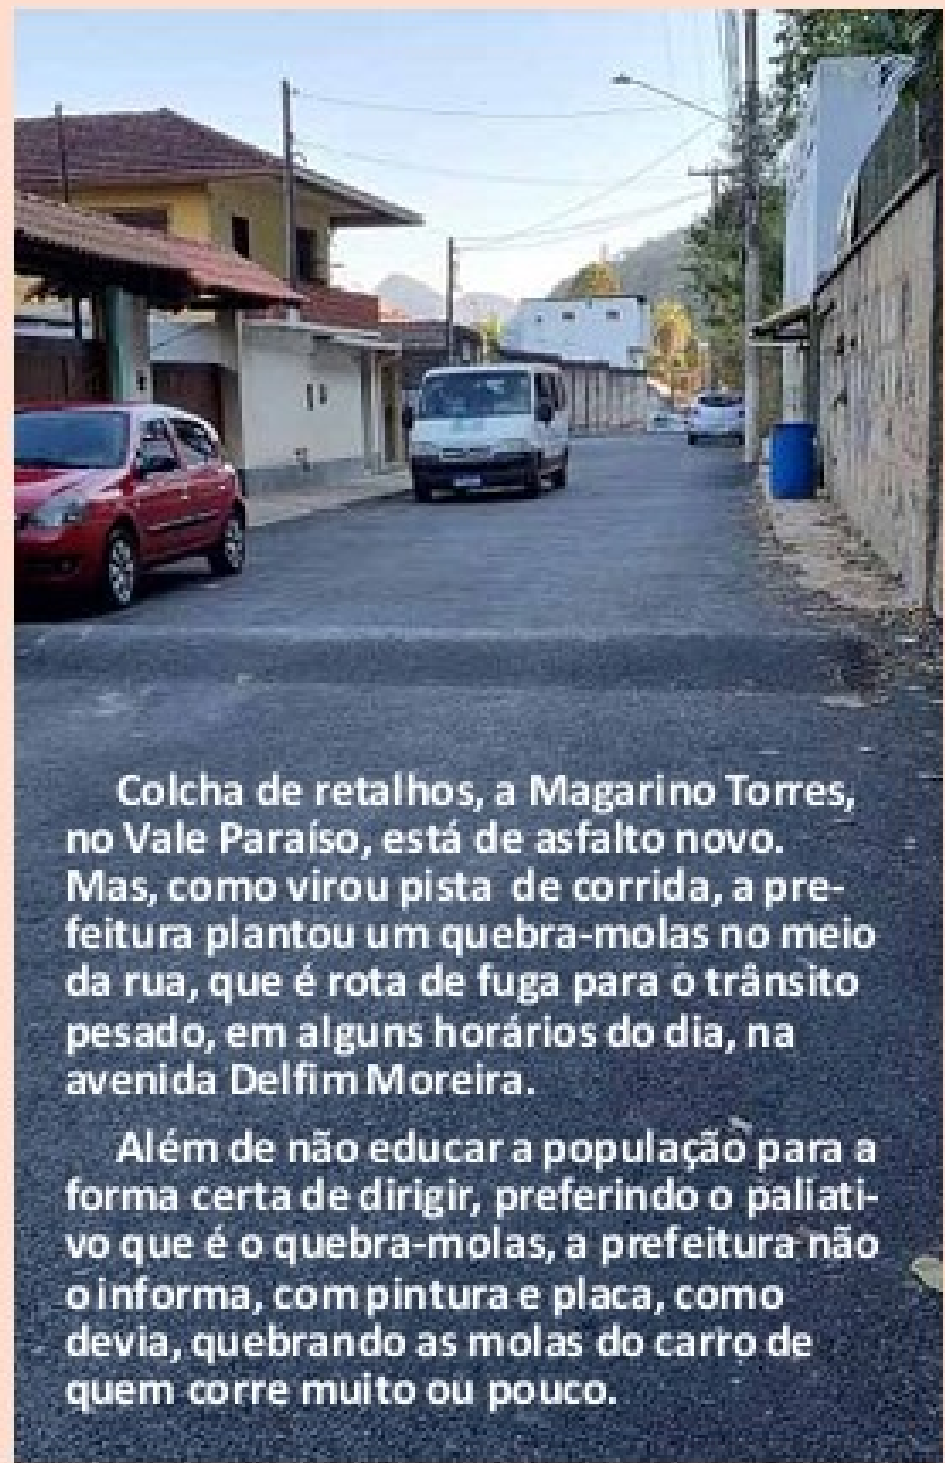 Colcha de retalhos, a Magarino Torres,
no Vale Paraíso, está de asfalto novo.
Mas, como virou pista de corrida, a pre-
feitura plantou um quebra-molas no meio
da rua, que é rota de fuga para o trânsito
pesado, em alguns horários do dia, na
avenida Delfim Moreira.
Além de não educar a população para a
forma certa de dirigir, preferindo o paliati-
vo que é o quebra-molas, a prefeitura não
o informa, com pintura e placa, como
devia, quebrando as molas do carro de
quem corre muito ou pouco.